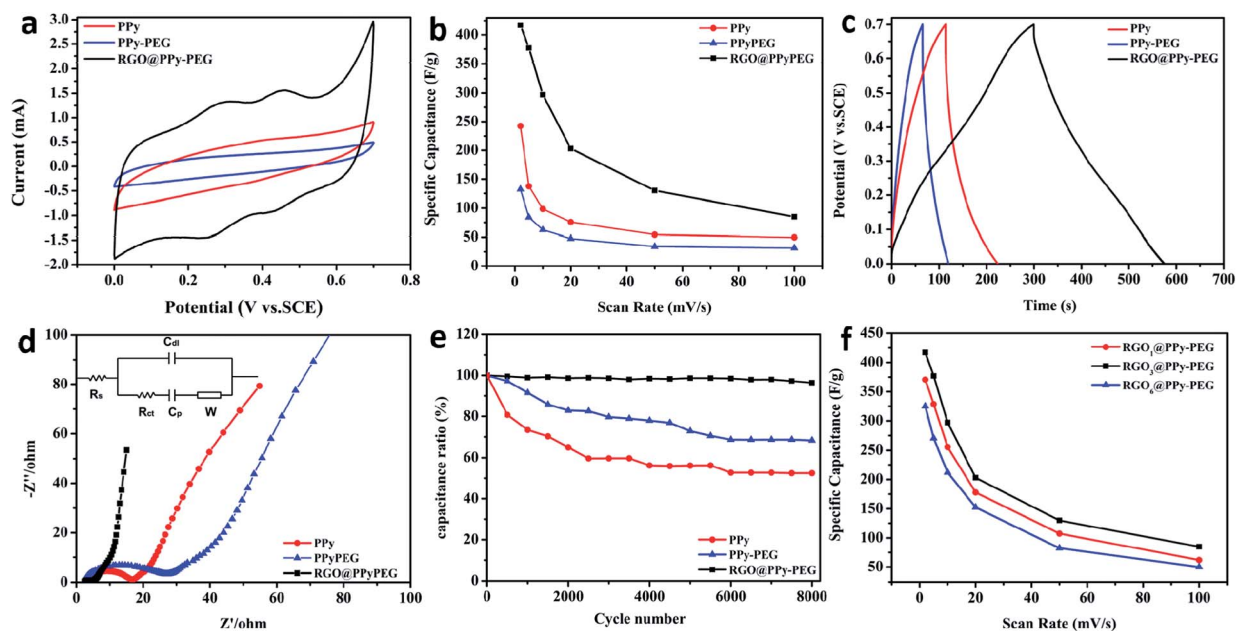 a
PPy
PPy-PEG
RGO@PPy-PEG
3.0
2.5
2.0
1.5
1.0
0.5
0.0
-0.5
-1.0
-1.5
-2.0
Current (mA)
0.0 0.2 0.4 0.6 0.8
Potential (V vs.SCE)
b
PPy
PPyPEG
RGO@PPyPEG
400
350
300
250
200
150
100
50
0
Specific Capacitance (F/g)
0 20 40 60 80 100
Scan Rate (mV/s)
c
PPy
PPy-PEG
RGO@PPy-PEG
0.7
0.6
0.5
0.4
0.3
0.2
0.1
0.0
Potential (V vs.SCE)
0 100 200 300 400 500 600 700
Time (s)
d
Cdl
Rs
Rct Cp W
100
80
60
40
20
0
-Z''/ohm
PPy
PPyPEG
RGO@PPyPEG
0 20 40 60 80 100
Z'/ohm
e
120
100
80
60
40
20
0
capacitance ratio (%)
PPy
PPy-PEG
RGO@PPy-PEG
0 2000 4000 6000 8000
Cycle number
f
RGO1@PPy-PEG
RGO3@PPy-PEG
RGO6@PPy-PEG
450
400
350
300
250
200
150
100
50
Specific Capacitance (F/g)
0 20 40 60 80 100
Scan Rate (mV/s)